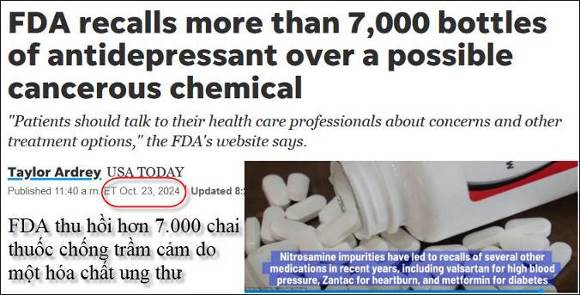 FDA recalls more than 7,000 bottles
of antidepressant over a possible
cancerous chemical
"Patients should talk to their health care professionals about concerns and other
treatment options," the FDA's website says.
Taylor Ardrey USA TODAY
Published 11:40 a.m. ET Oct. 23, 2024 Updated 8:
FDA thu hồi hơn 7.000 chai
thuốc chống trầm cảm do
một hóa chất ung thư
Nitrosamine impurities have led to recalls of several other
medications in recent years, including valsartan for high blood
pressure, Zantac for heartburn, and metformin for diabetes